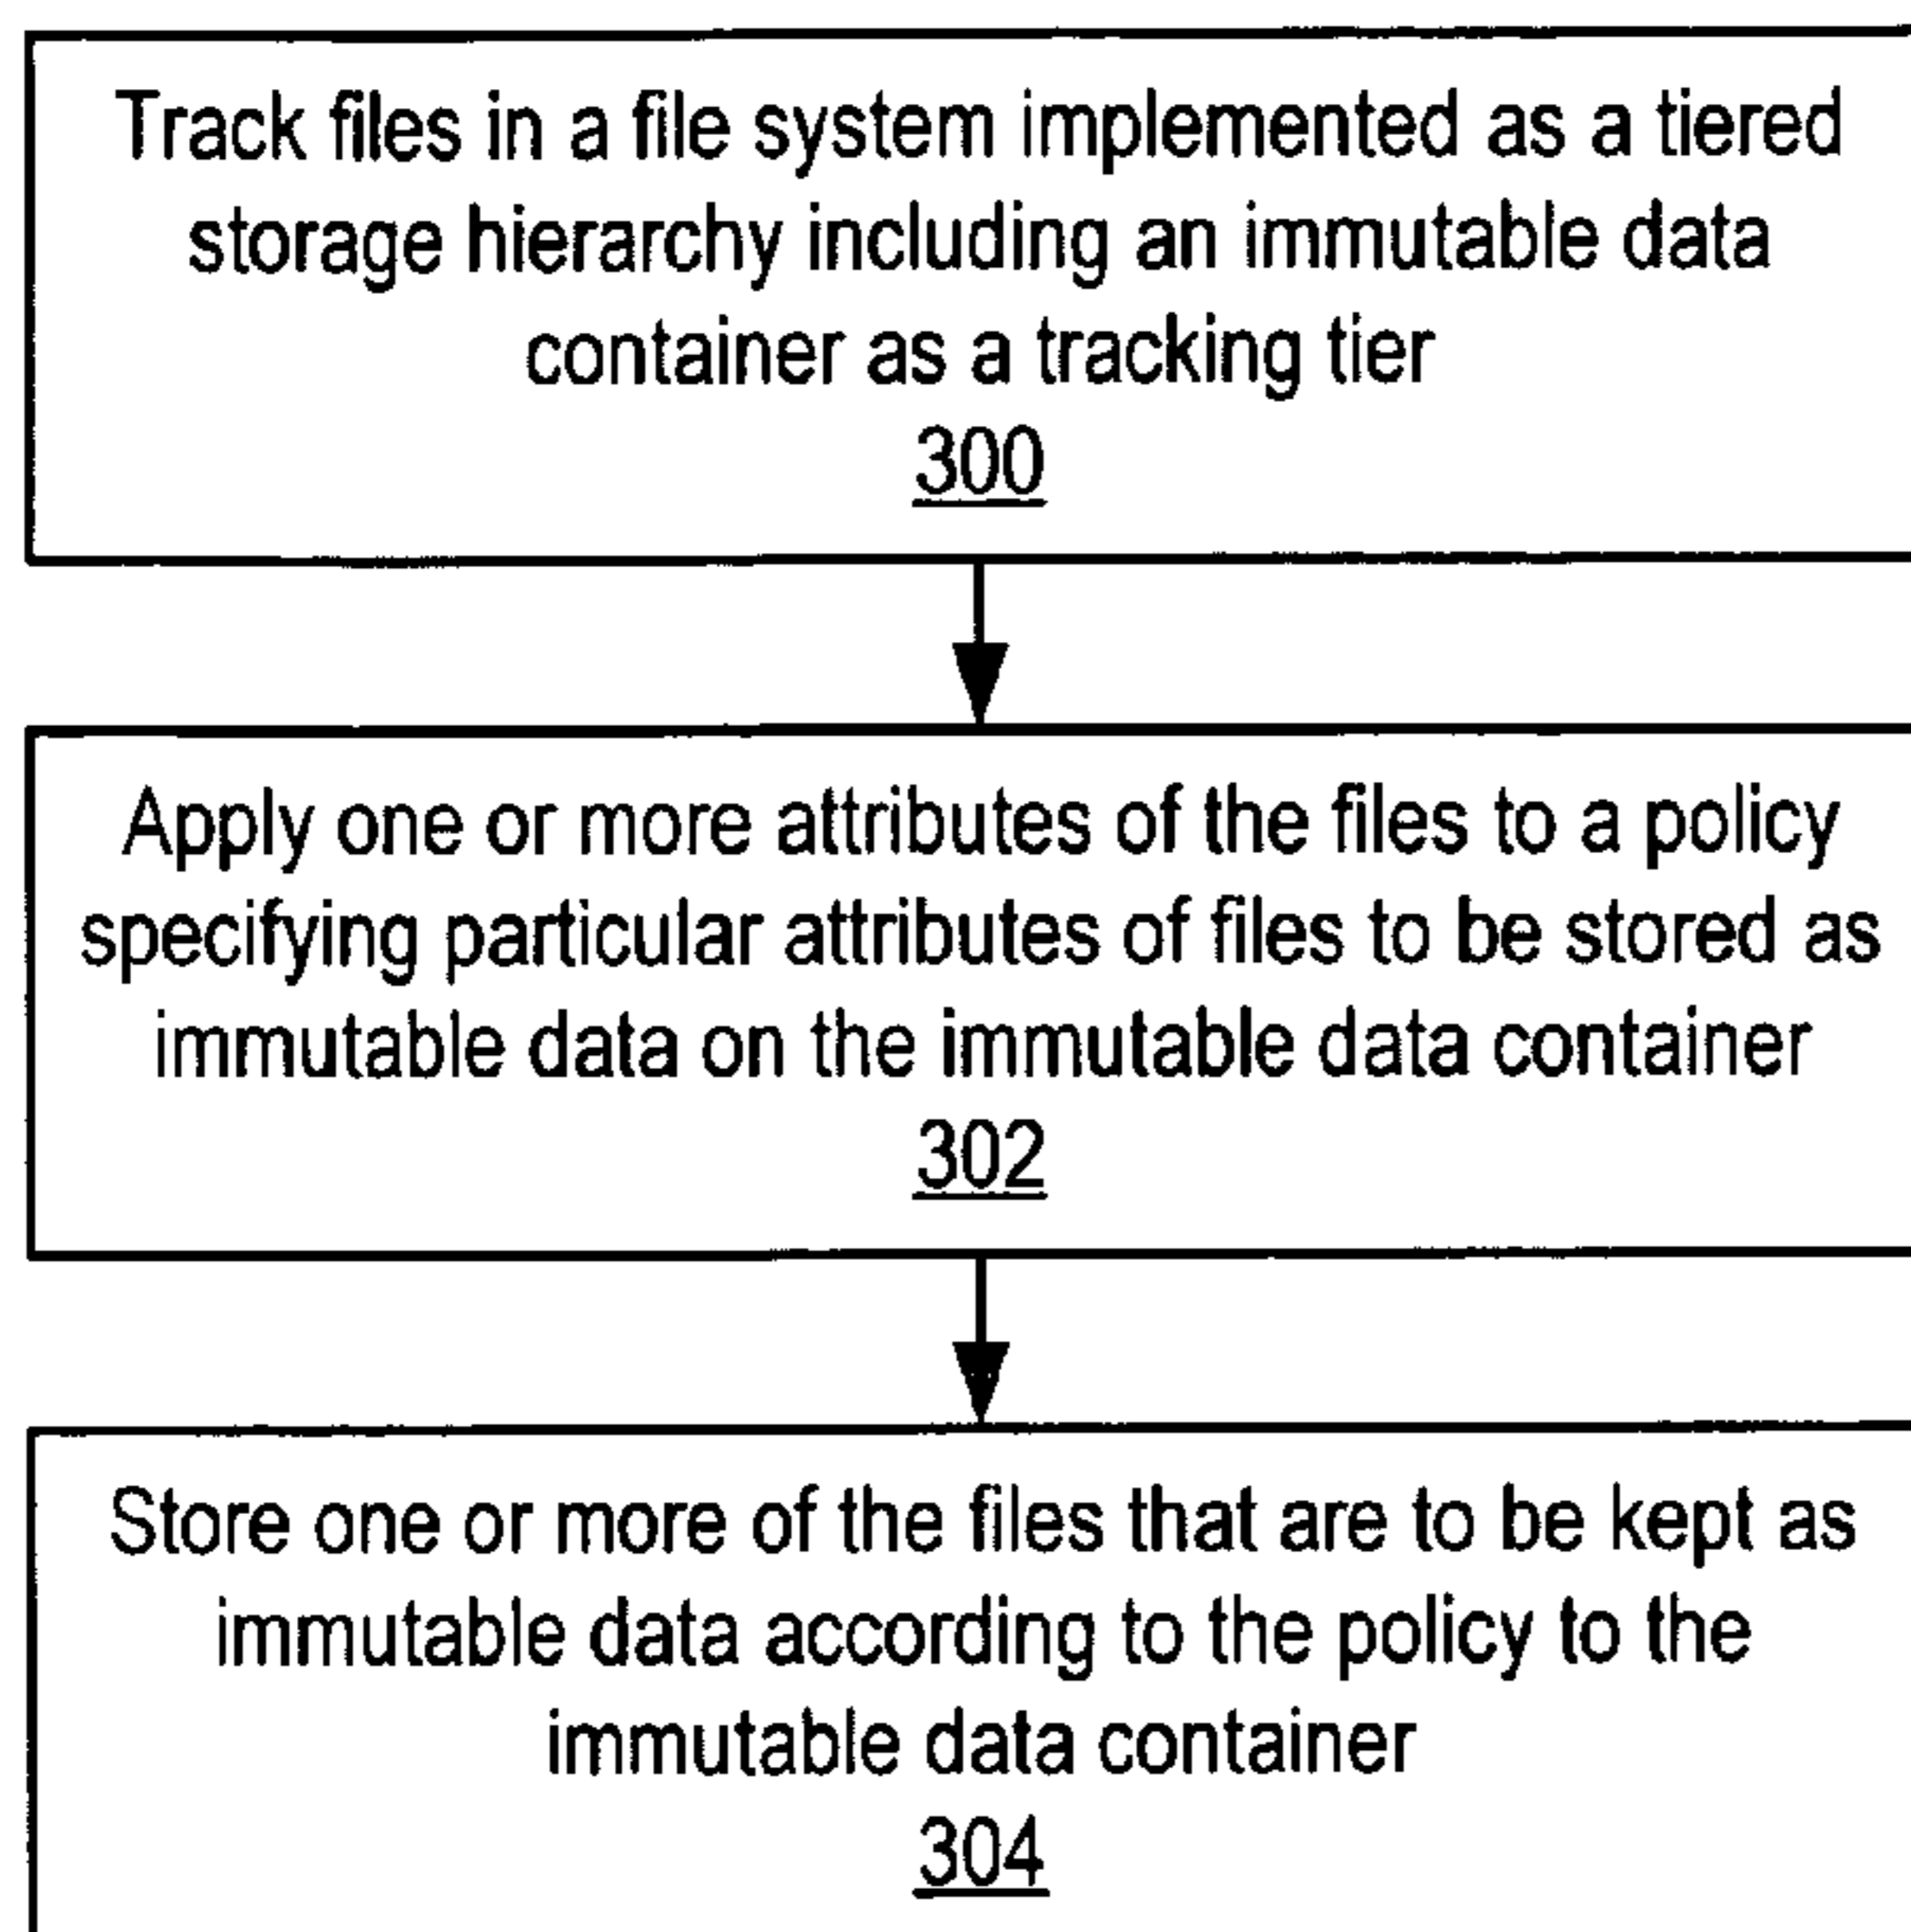 Track files in a file system implemented as a tiered
storage hierarchy including an immutable data
container as a tracking tier
300
Apply one or more attributes of the files to a policy
specifying particular attributes of files to be stored as
immutable data on the immutable data container
302
Store one or more of the files that are to be kept as
immutable data according to the policy to the
immutable data container
304